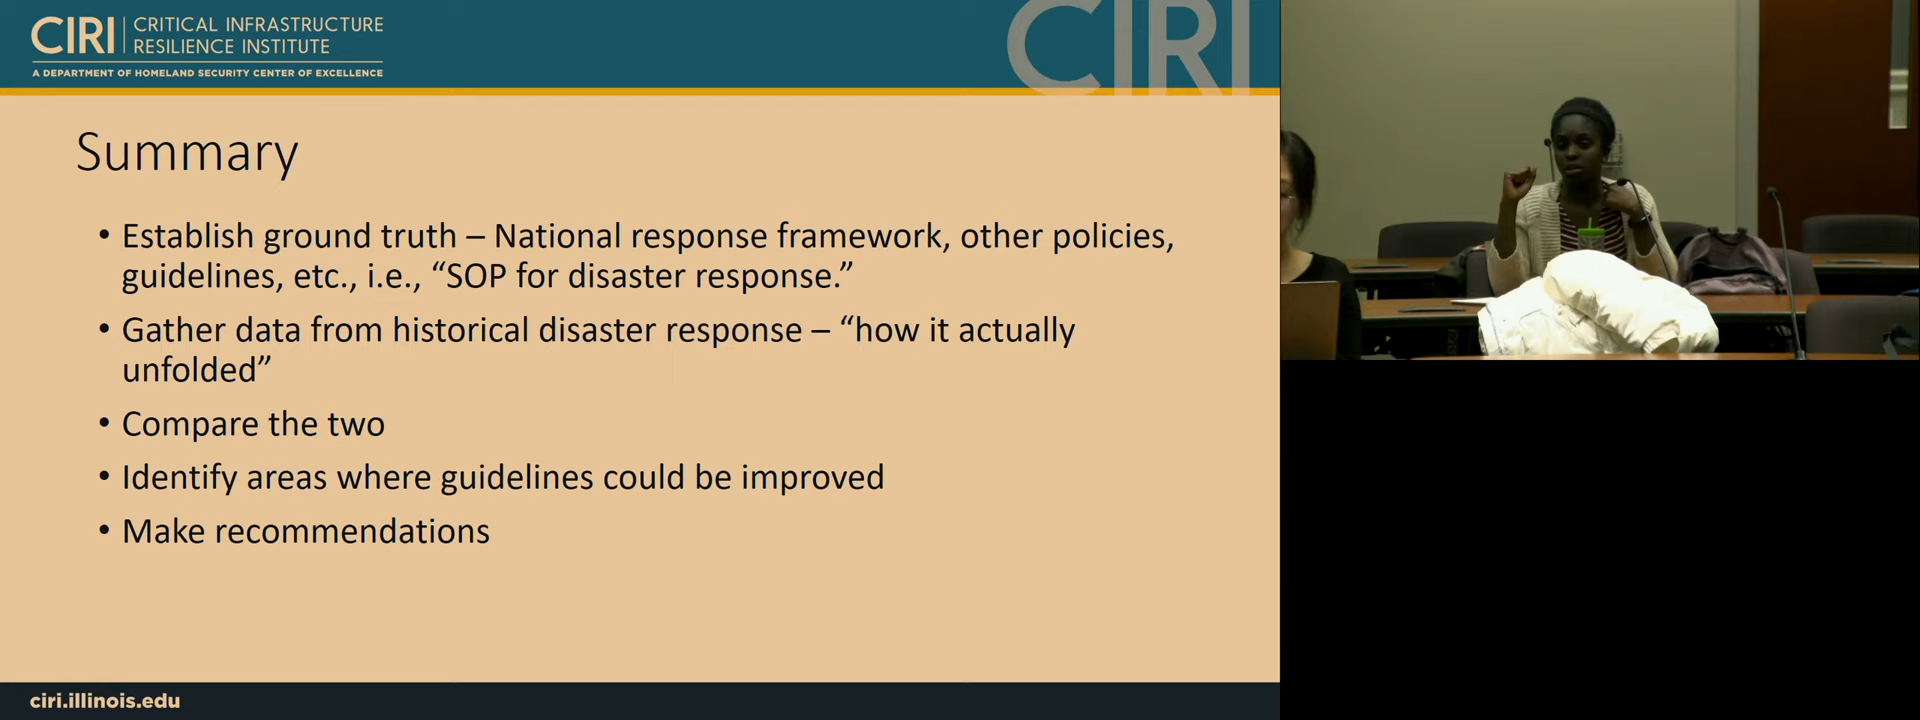 CIRI
CRITICAL INFRASTRUCTURE
RESILIENCE INSTITUTE
A DEPARTMENT OF HOMELAND SECURITY CENTER OF EXCELLENCE
CIRI
Summary
• Establish ground truth – National response framework, other policies,
guidelines, etc., i.e., “SOP for disaster response.”
• Gather data from historical disaster response – “how it actually
unfolded”
• Compare the two
• Identify areas where guidelines could be improved
• Make recommendations
ciri.illinois.edu